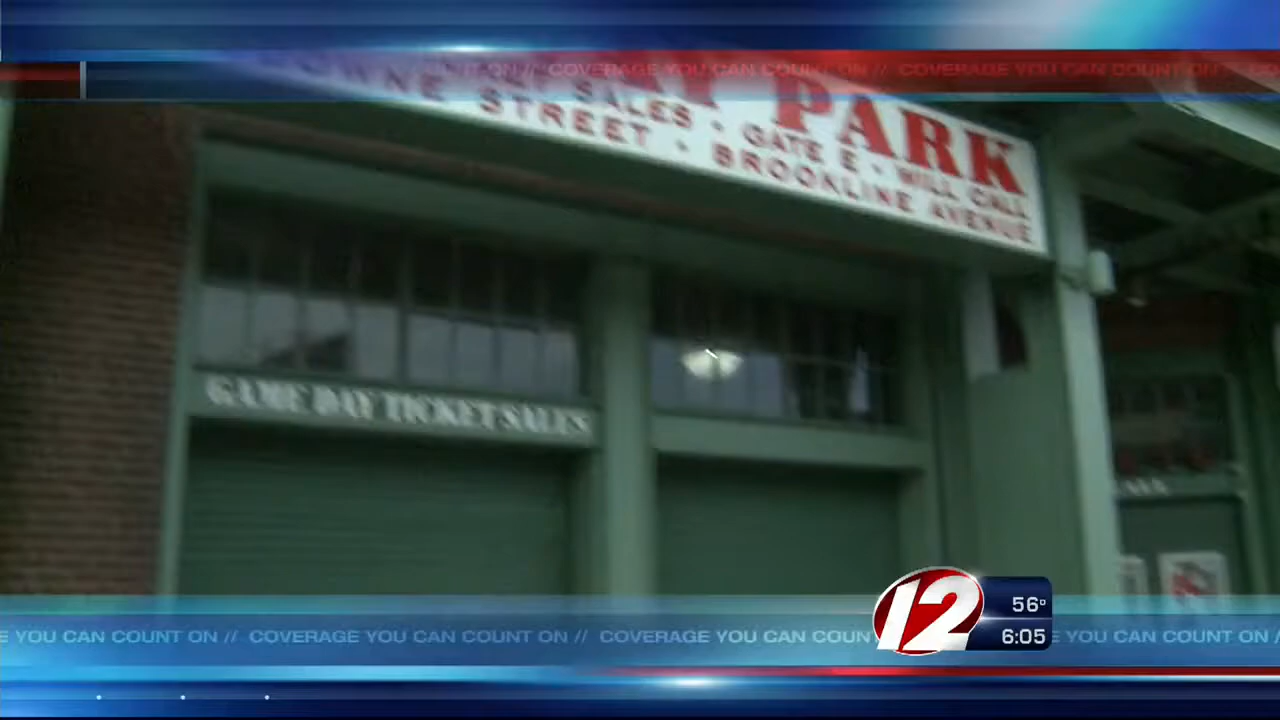 COVERAGE YOU CAN COUNT ON // COVERAGE YOU CAN COUNT ON
PARK
SALES • GATE E • WILL CALL
STREET • BROOKLINE AVENUE
GAME DAY TICKET SALES
12
56°
6:05
E YOU CAN COUNT ON // COVERAGE YOU CAN COUNT ON // COVERAGE YOU CAN COUN
E YOU CAN COUNT ON //